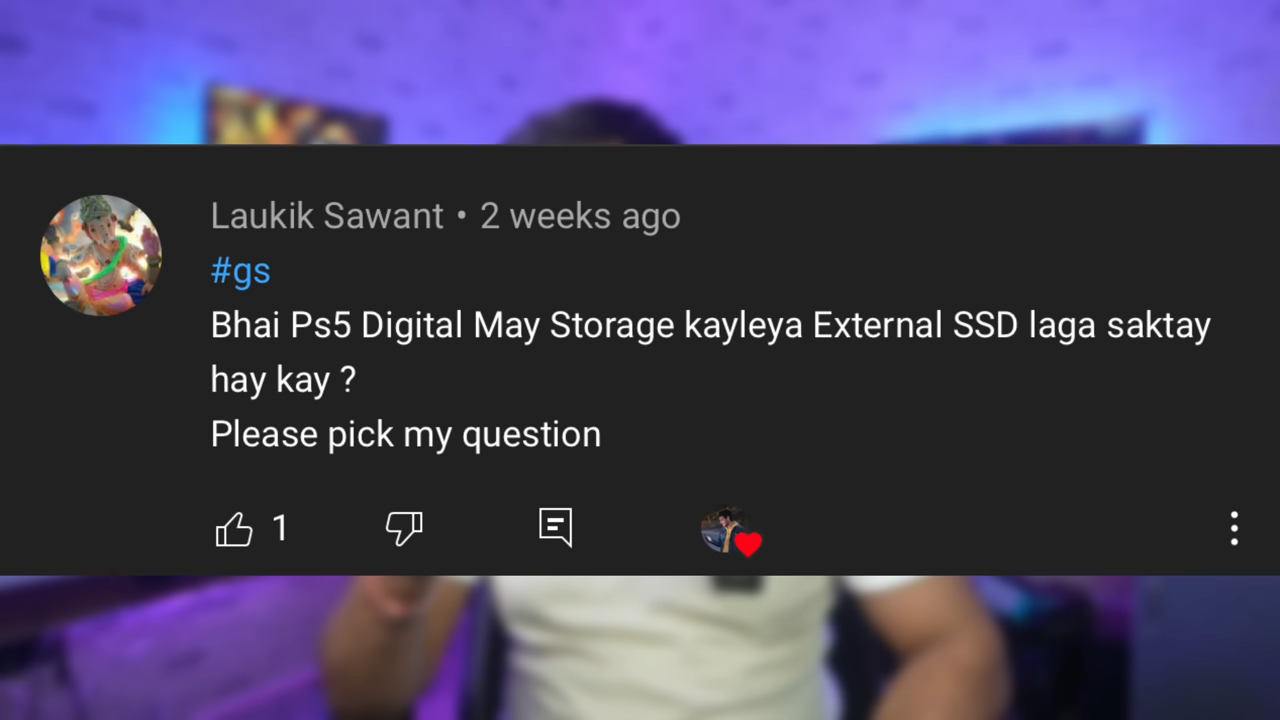 Laukik Sawant • 2 weeks ago
#gs
Bhai Ps5 Digital May Storage kayleya External SSD laga saktay
hay kay ?
Please pick my question
1